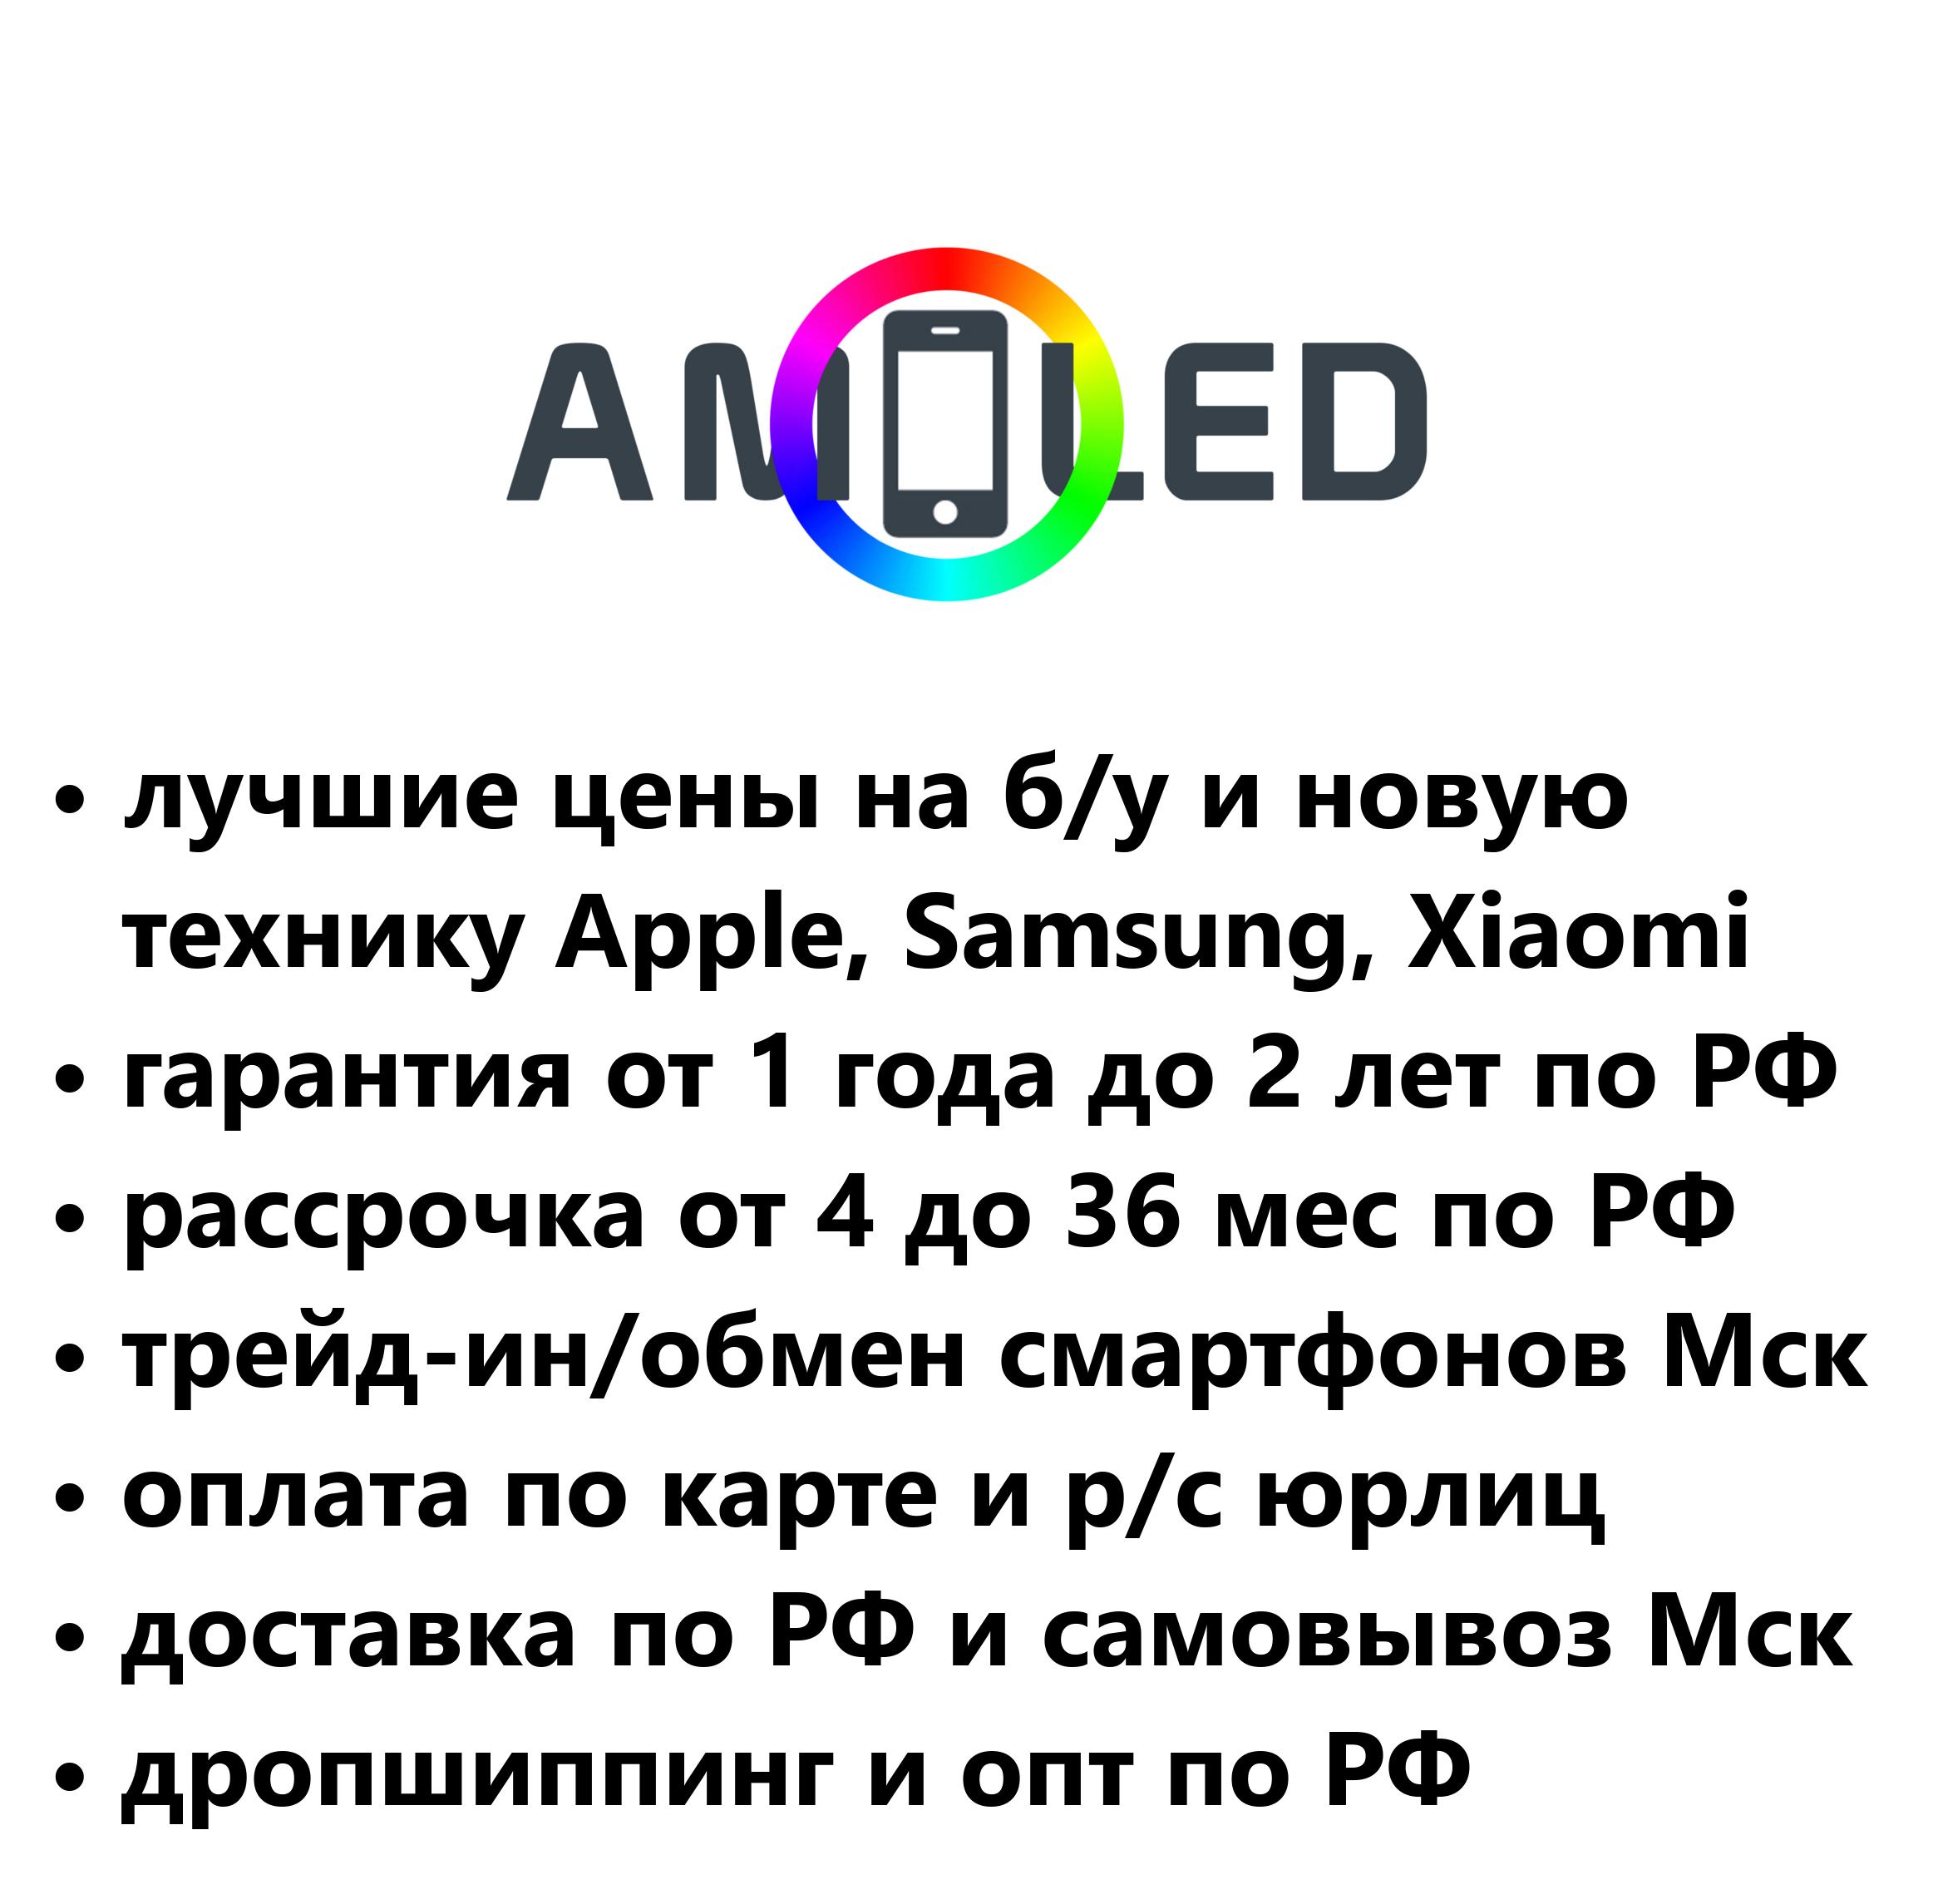 AMOLED
• лучшие цены на б/у и новую
технику Apple, Samsung, Xiaomi
• гарантия от 1 года до 2 лет по РФ
• рассрочка от 4 до 36 мес по РФ
• трейд-ин/обмен смартфонов Мск
• оплата по карте и р/с юрлиц
• доставка по РФ и самовывоз Мск
• дропшиппинг и опт по РФ